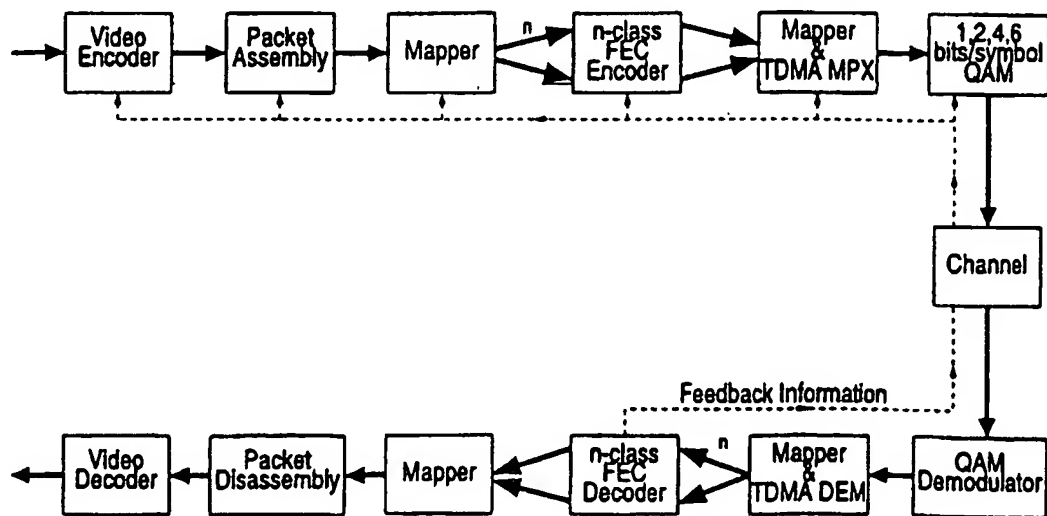 Video
Encoder
Packet
Assembly
Mapper
n
n-class
FEC
Encoder
Mapper
&
TDMA MPX
1,2,4,6
bits/symbol
QAM
Channel
Feedback Information
Video
Decoder
Packet
Disassembly
Mapper
n-class
FEC
Decoder
n
Mapper
&
TDMA DEM
QAM
Demodulator